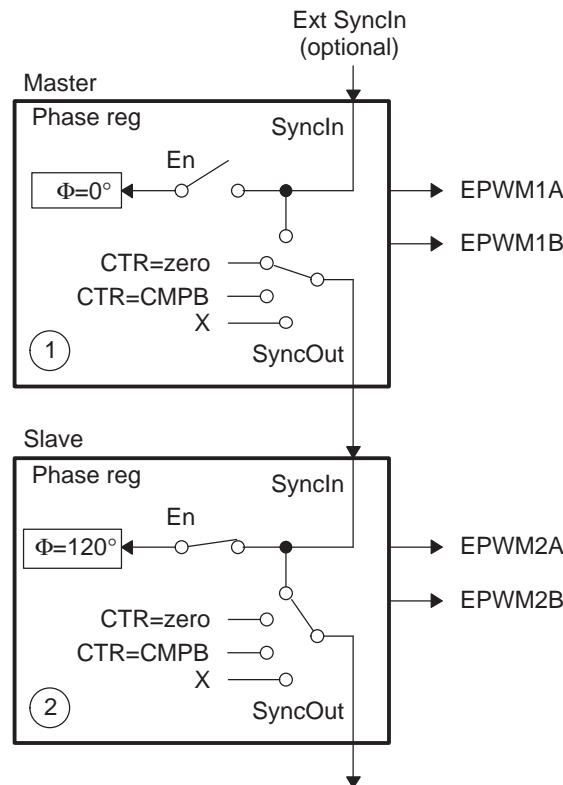 Ext SyncIn
(optional)
Master
Phase reg
SyncIn
En
Φ=0°
EPWM1A
EPWM1B
CTR=zero
CTR=CMPB
X
1
SyncOut
Slave
Phase reg
SyncIn
En
Φ=120°
EPWM2A
EPWM2B
CTR=zero
CTR=CMPB
X
2
SyncOut